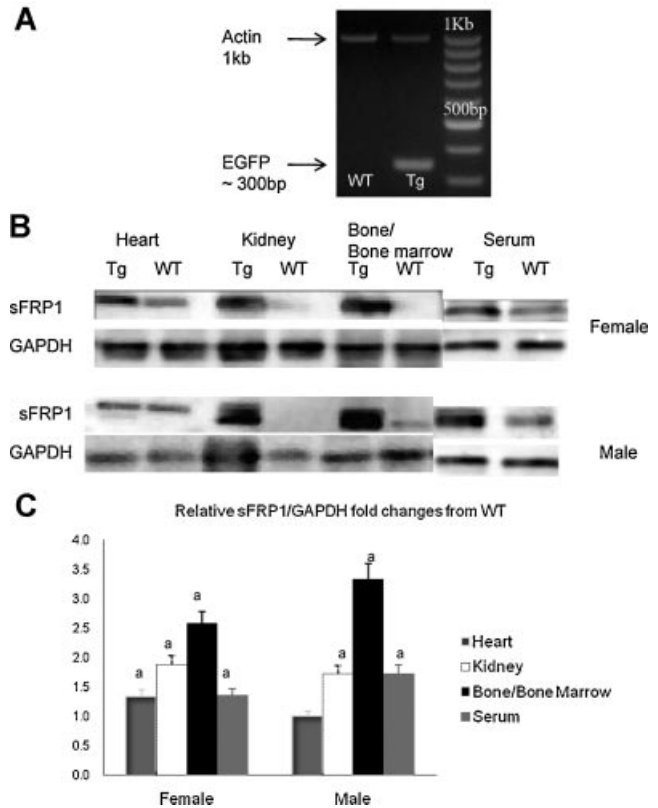 A
Actin
1kb
1Kb
500bp
EGFP
~ 300bp
WT Tg
B
Heart Kidney Bone/
Bone marrow Serum
Tg WT Tg WT Tg WT Tg WT
sFRP1
GAPDH
Female
sFRP1
GAPDH
Male
C
Relative sFRP1/GAPDH fold changes from WT
4.0
3.5
3.0
2.5
2.0
1.5
1.0
0.5
0.0
a a a a
a a a
Heart
Kidney
Bone/Bone Marrow
Serum
Female Male